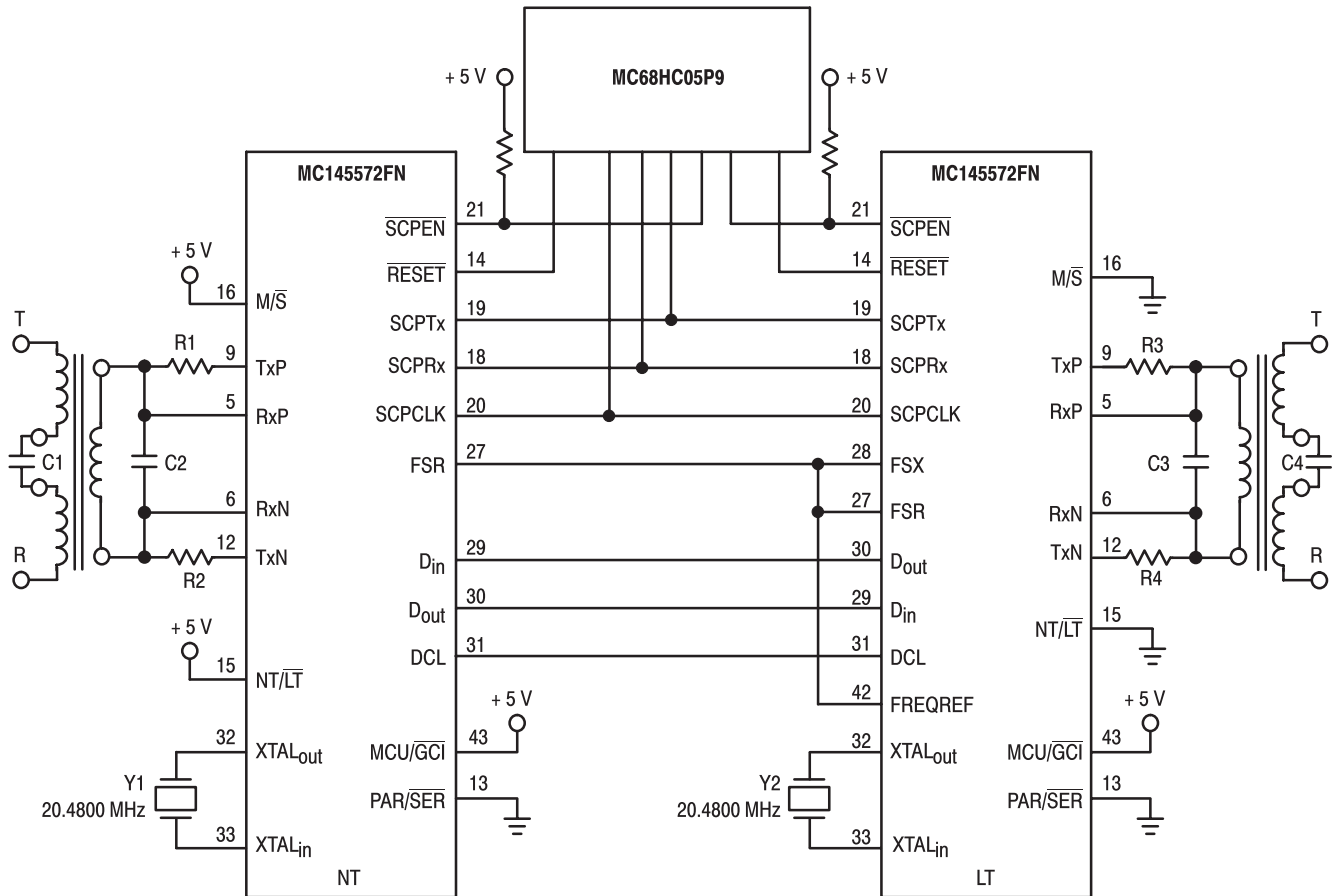 MC68HC05P9
+ 5 V
+ 5 V
MC145572FN
21
SCPEN
14
RESET
19
SCPTx
18
SCPRx
20
SCPCLK
27
FSR
29
Din
30
Dout
31
DCL
43
MCU/GCI
+ 5 V
13
PAR/SER
+ 5 V
16
M/S
T
R1
9
TxP
5
RxP
C1
C2
6
RxN
12
TxN
R2
R
+ 5 V
15
NT/LT
32
XTALout
Y1
20.4800 MHz
33
XTALin
NT
MC145572FN
21
SCPEN
14
RESET
19
SCPTx
18
SCPRx
20
SCPCLK
28
FSX
27
FSR
30
Dout
29
Din
31
DCL
42
FREQREF
32
XTALout
Y2
20.4800 MHz
33
XTALin
16
M/S
T
9
R3
TxP
5
RxP
C3
C4
6
RxN
12
TxN
R4
R
15
NT/LT
+ 5 V
43
MCU/GCI
13
PAR/SER
LT